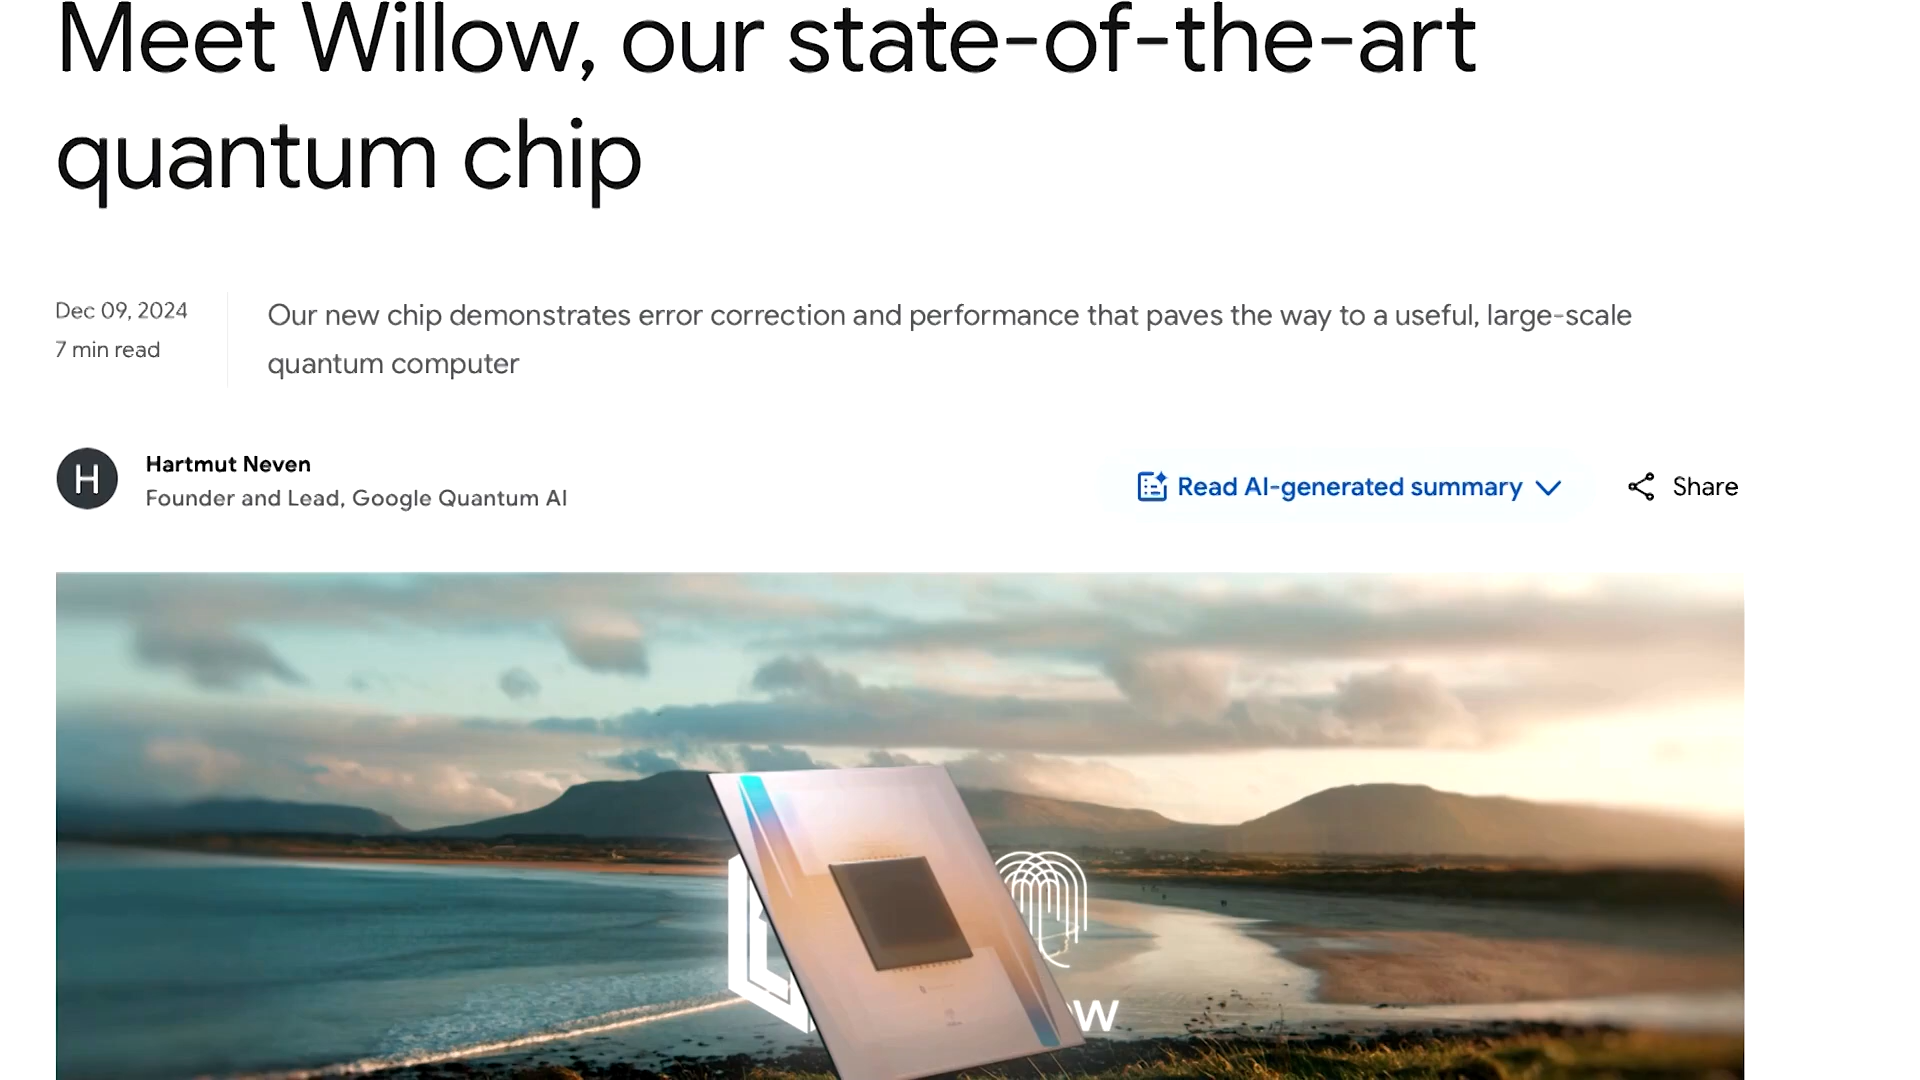 Meet Willow, our state-of-the-art
quantum chip
Dec 09, 2024
7 min read
Our new chip demonstrates error correction and performance that paves the way to a useful, large-scale
quantum computer
H
Hartmut Neven
Founder and Lead, Google Quantum AI
Read AI-generated summary
Share